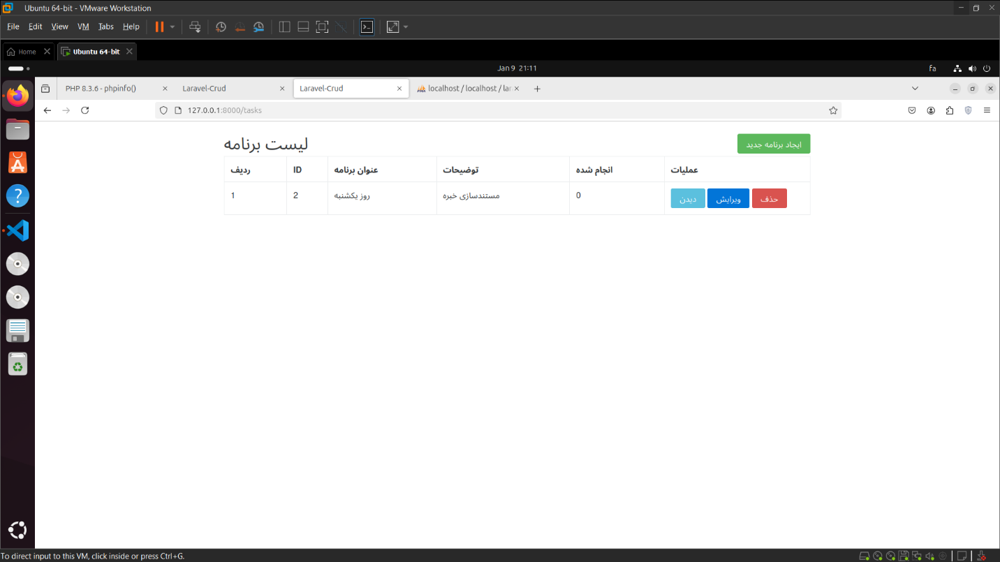 Ubuntu 64-bit - VMware Workstation
File Edit View VM Tabs Help
Home Ubuntu 64-bit
Jan 9 21:11 fa
PHP 8.3.6 - phpinfo() Laravel-Crud Laravel-Crud localhost / localhost / lar
127.0.0.1:8000/tasks
لیست برنامه ایجاد برنامه جدید
ردیف ID عنوان برنامه توضیحات انجام شده عملیات
1 2 روز یکشنبه مستندسازی خبره 0 دیدن ویرایش حذف
To direct input to this VM, click inside or press Ctrl+G.